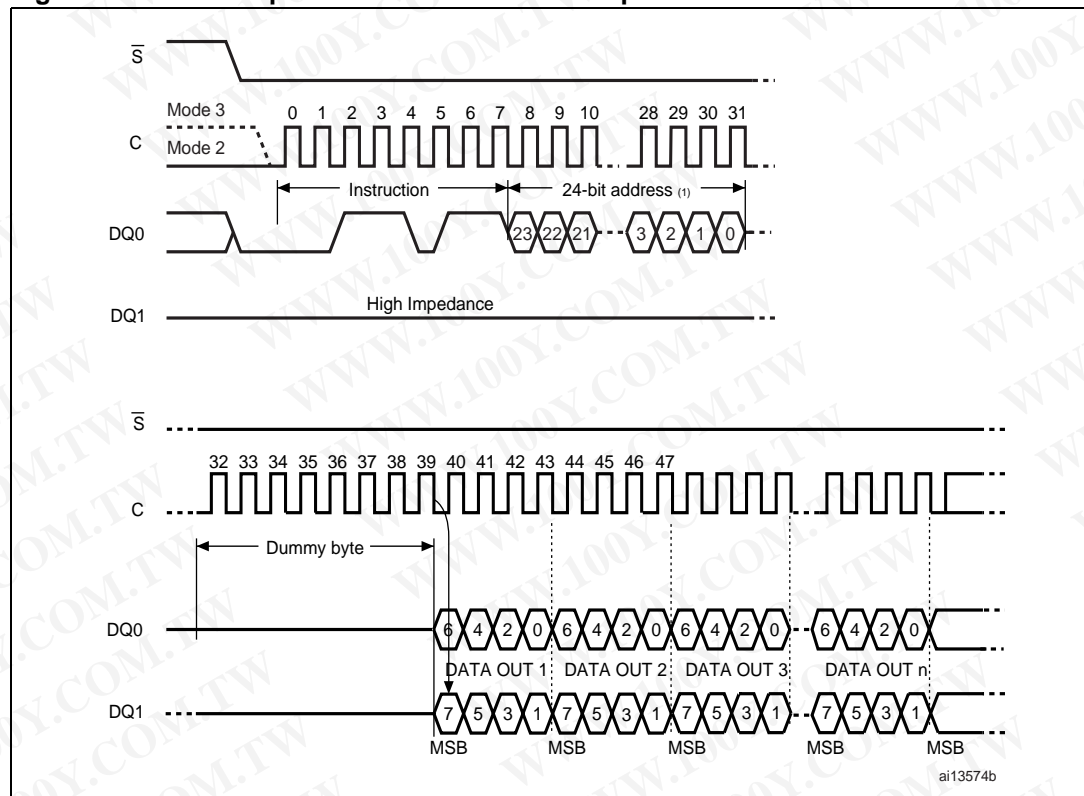 S
Mode 3
0 1 2 3 4 5 6 7 8 9 10 28 29 30 31
C
Mode 2
Instruction 24-bit address (1)
DQ0 23 22 21 3 2 1 0
High Impedance
DQ1
S
32 33 34 35 36 37 38 39 40 41 42 43 44 45 46 47
C
Dummy byte
DQ0 6 4 2 0 6 4 2 0 6 4 2 0 6 4 2 0
DATA OUT 1 DATA OUT 2 DATA OUT 3 DATA OUT n
DQ1 7 5 3 1 7 5 3 1 7 5 3 1 7 5 3 1
MSB MSB MSB MSB MSB
ai13574b
WWW.100Y.COM.TW